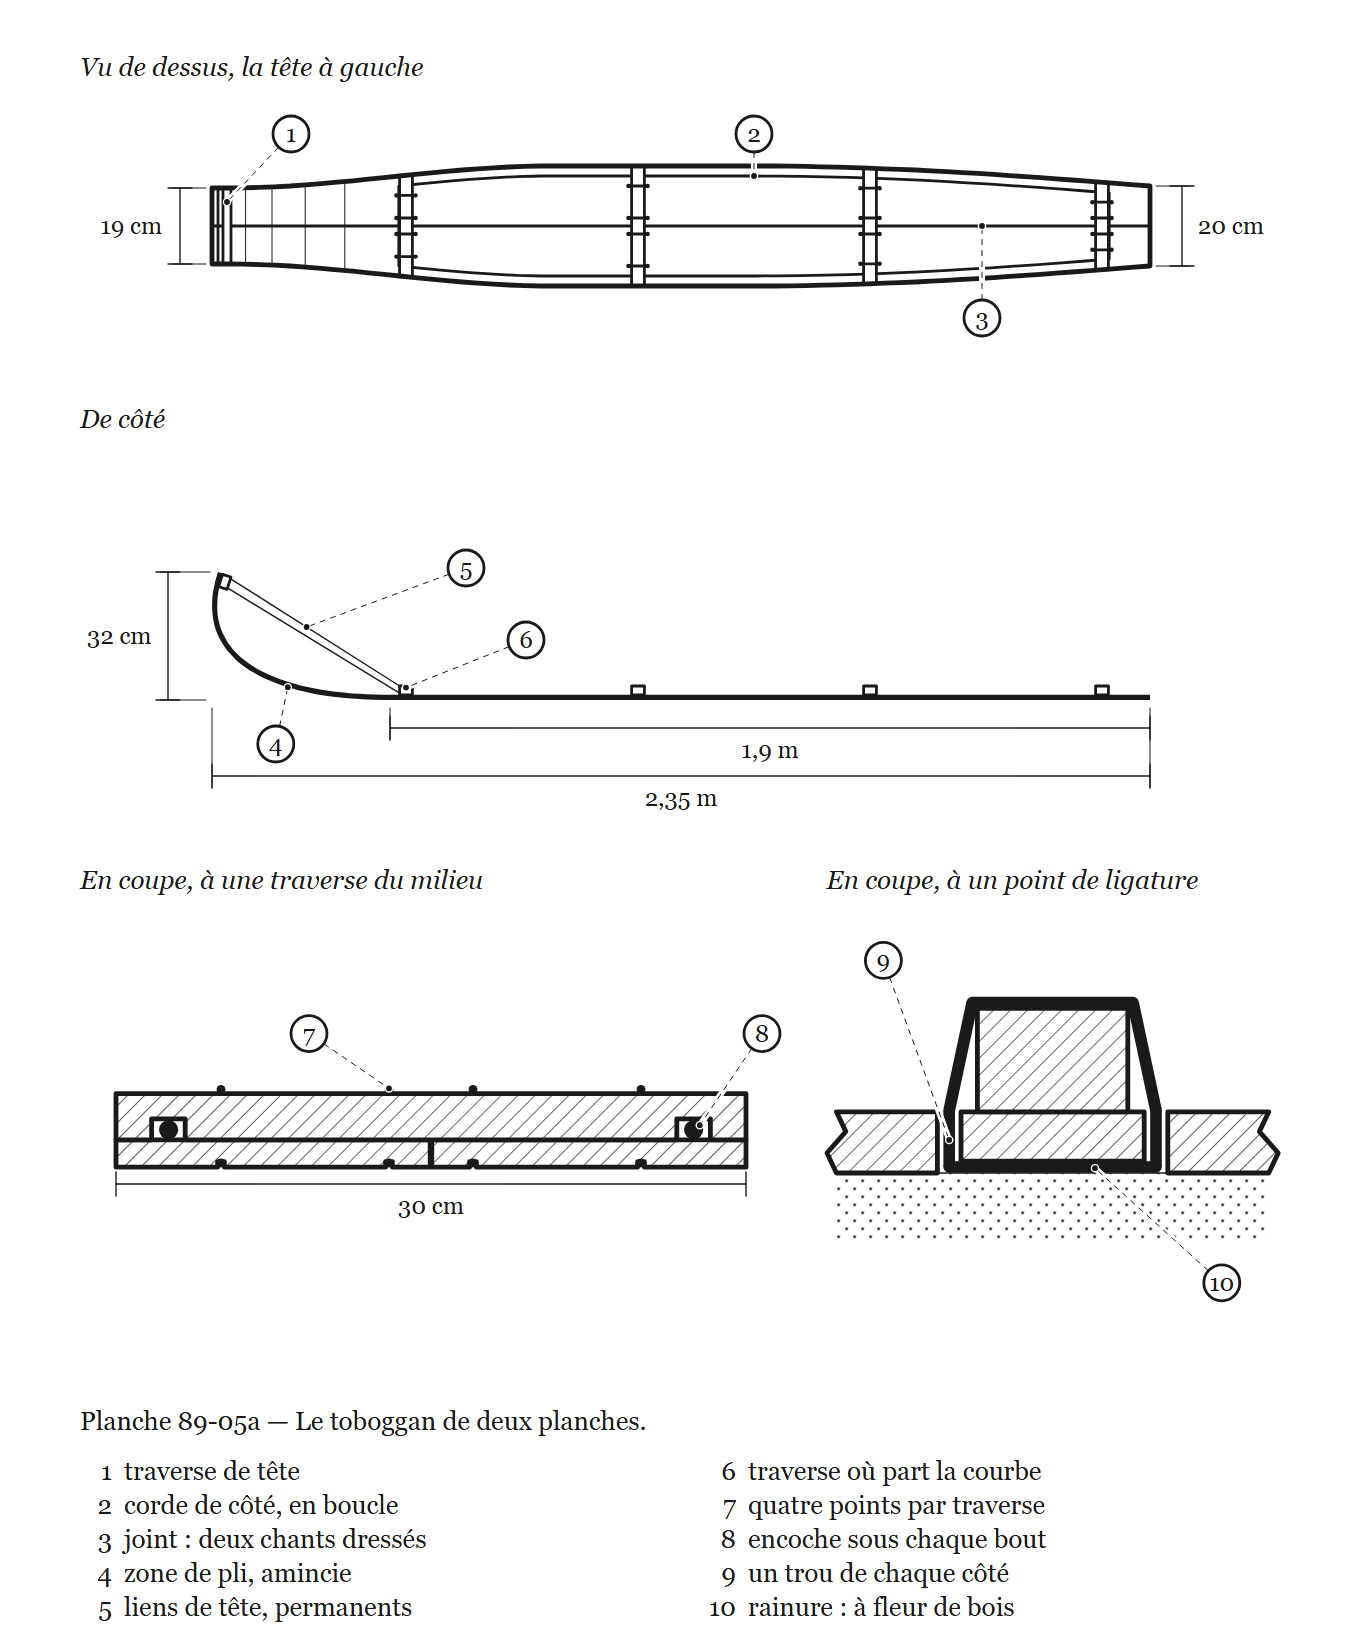 Vu de dessus, la tête à gauche
1
2
19 cm
20 cm
3
De côté
5
32 cm
6
4
1,9 m
2,35 m
En coupe, à une traverse du milieu
En coupe, à un point de ligature
9
7
8
30 cm
10
Planche 89-05a — Le toboggan de deux planches.
1 traverse de tête
2 corde de côté, en boucle
3 joint : deux chants dressés
4 zone de pli, amincie
5 liens de tête, permanents
6 traverse où part la courbe
7 quatre points par traverse
8 encoche sous chaque bout
9 un trou de chaque côté
10 rainure : à fleur de bois